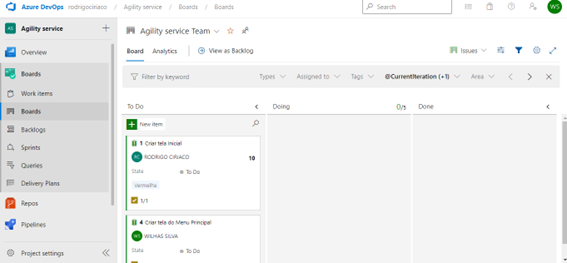 Azure DevOps rodrigociriaco / Agility service / Boards / Boards Search WS
Agility service
Overview
Boards
Work items
Boards
Backlogs
Sprints
Queries
Delivery Plans
Repos
Pipelines
Project settings
Agility service Team
Board Analytics View as Backlog Issues
Filter by keyword Types Assigned to Tags @CurrentIteration (+1) Area
To Do Doing 0/5 Done
New item
1 Criar tela Inicial
RC RODRIGO CIRIACO 10
State To Do
Vermelha
1/1
4 Criar tela do Menu Principal
WS WILHAS SILVA
State To Do